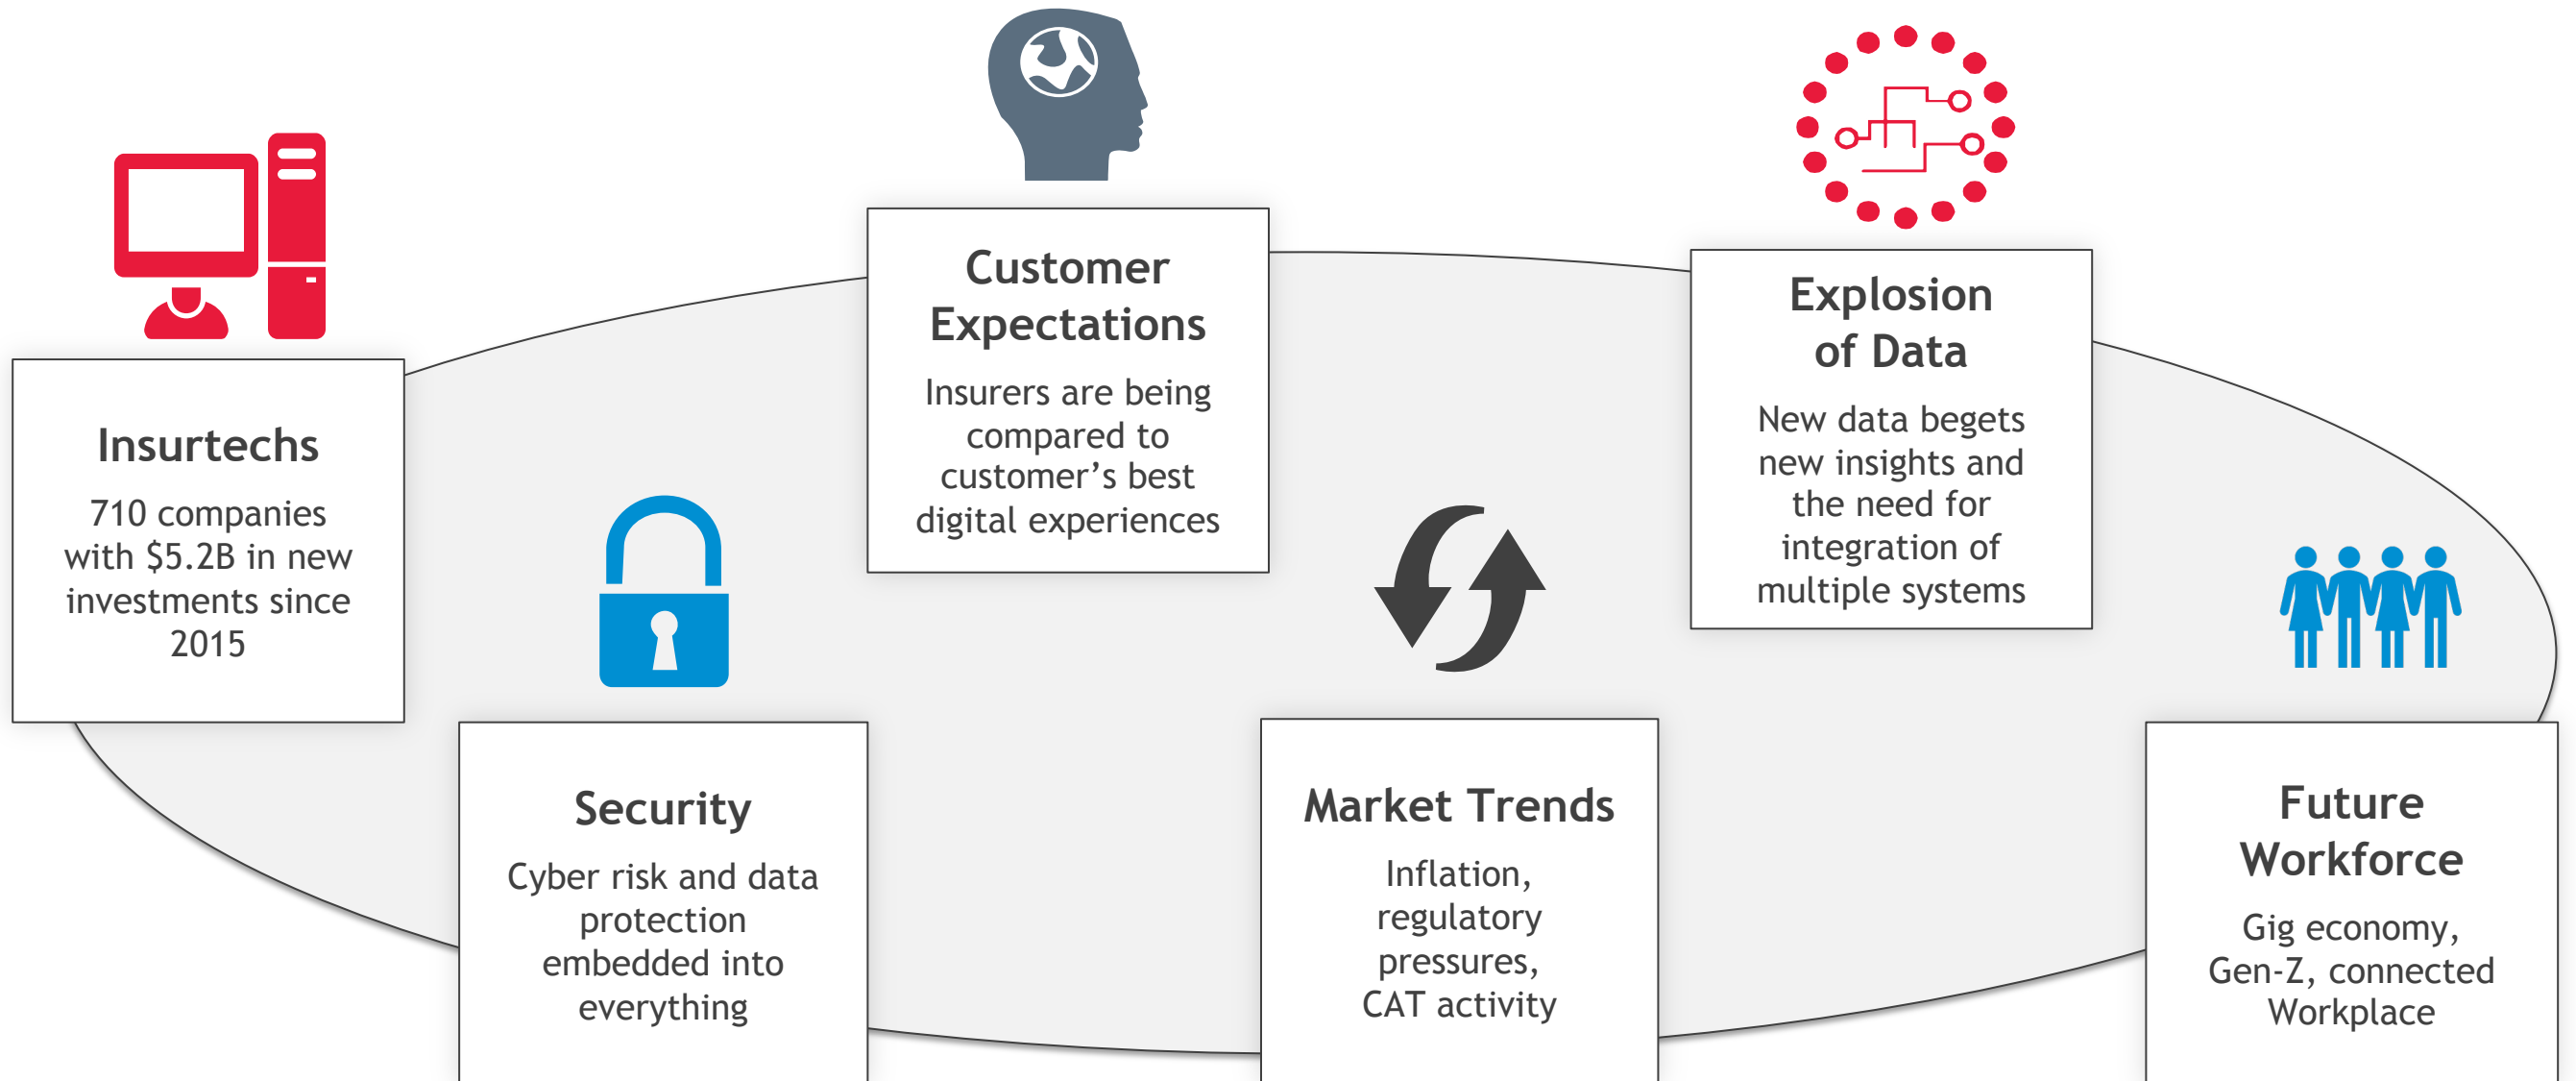 Insurtechs
710 companies
with $5.2B in new
investments since
2015
Security
Cyber risk and data
protection
embedded into
everything
Customer
Expectations
Insurers are being
compared to
customer’s best
digital experiences
Market Trends
Inflation,
regulatory
pressures,
CAT activity
Explosion
of Data
New data begets
new insights and
the need for
integration of
multiple systems
Future
Workforce
Gig economy,
Gen-Z, connected
Workplace